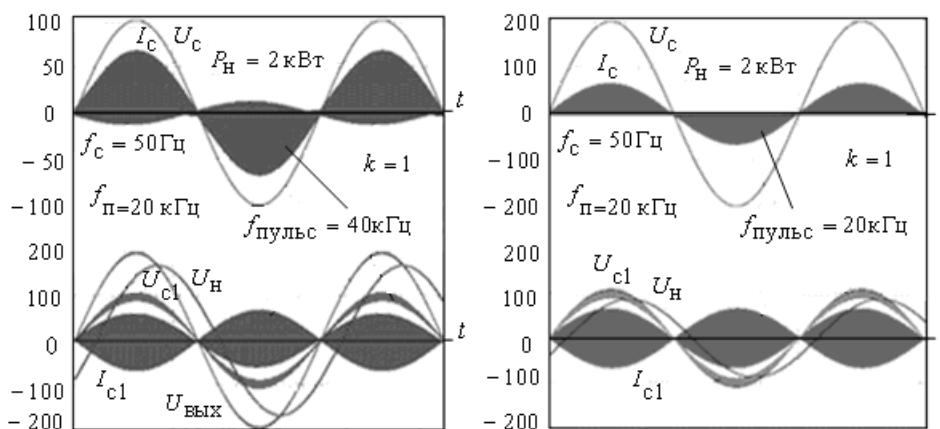 100
I_c U_c
P_н = 2 кВт
50
0
t
f_c = 50Гц
– 50
k = 1
f_п=20 кГц
– 100
f_пульс = 40кГц
200
U_c1 U_н
100
0
t
– 100
I_c1
U_вых
– 200
200
U_c
I_c
P_н = 2 кВт
100
0
f_c = 50Гц
– 100
k = 1
f_п=20 кГц
– 200
f_пульс = 20кГц
200
U_c1
U_н
100
0
– 100
I_c1
– 200